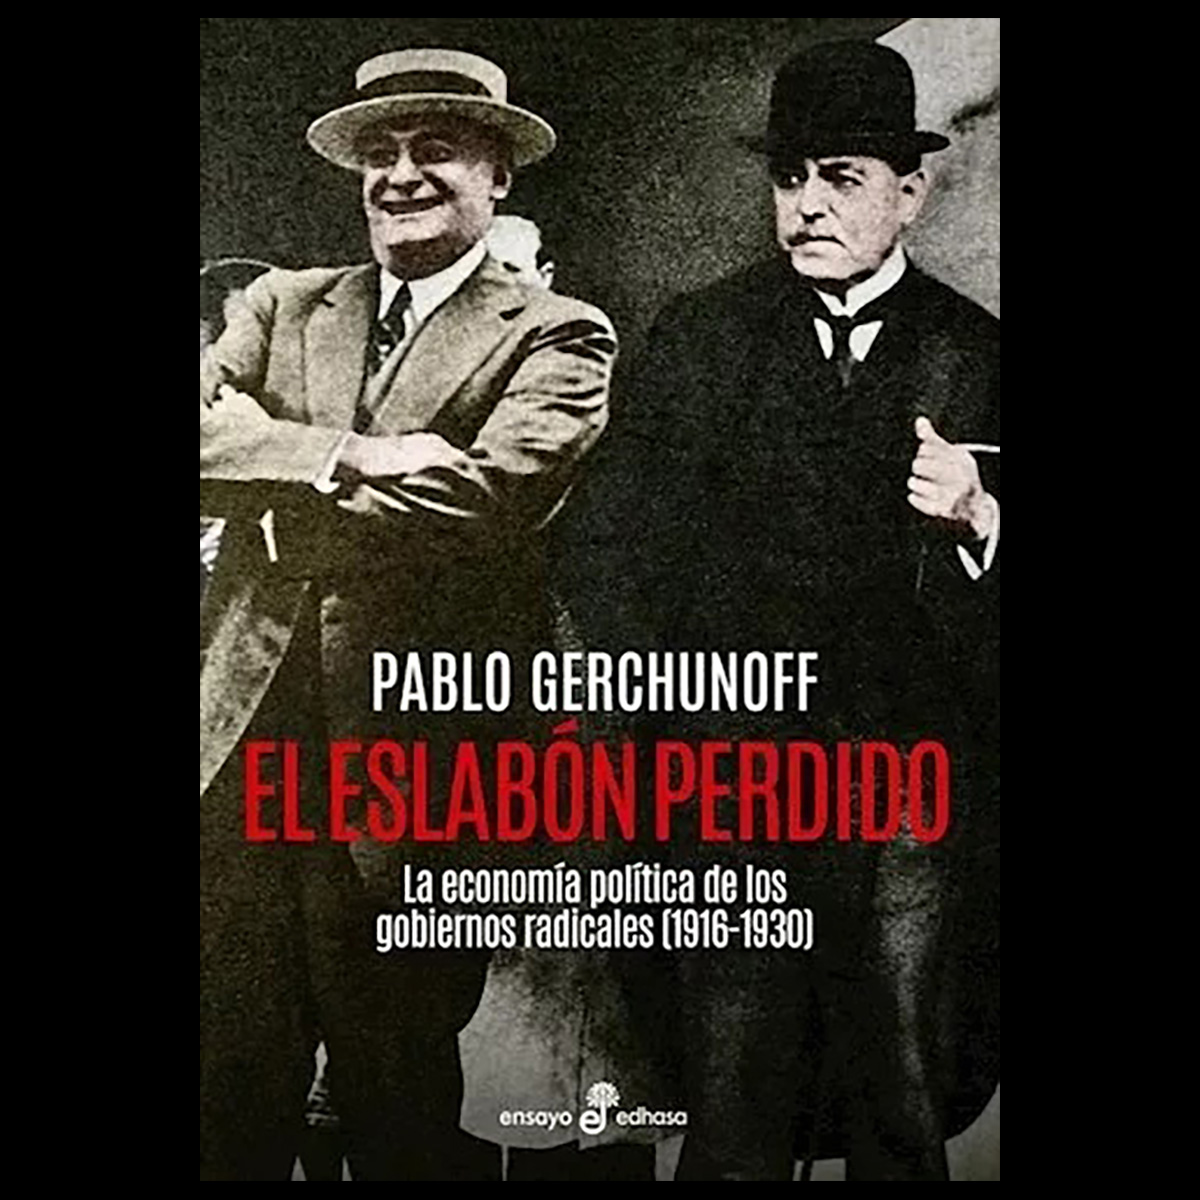 PABLO GERCHUNOFF
EL ESLABÓN PERDIDO
La economía política de los
gobiernos radicales (1916-1930)
ensayo edhasa